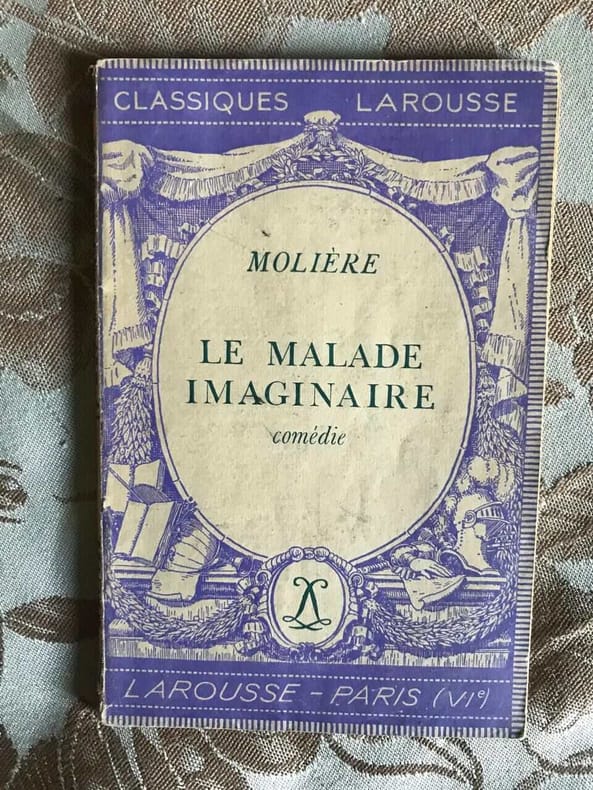 CLASSIQUES LAROUSSE
MOLIÈRE
LE MALADE
IMAGINAIRE
comédie
LAROUSSE – PARIS (VIe)